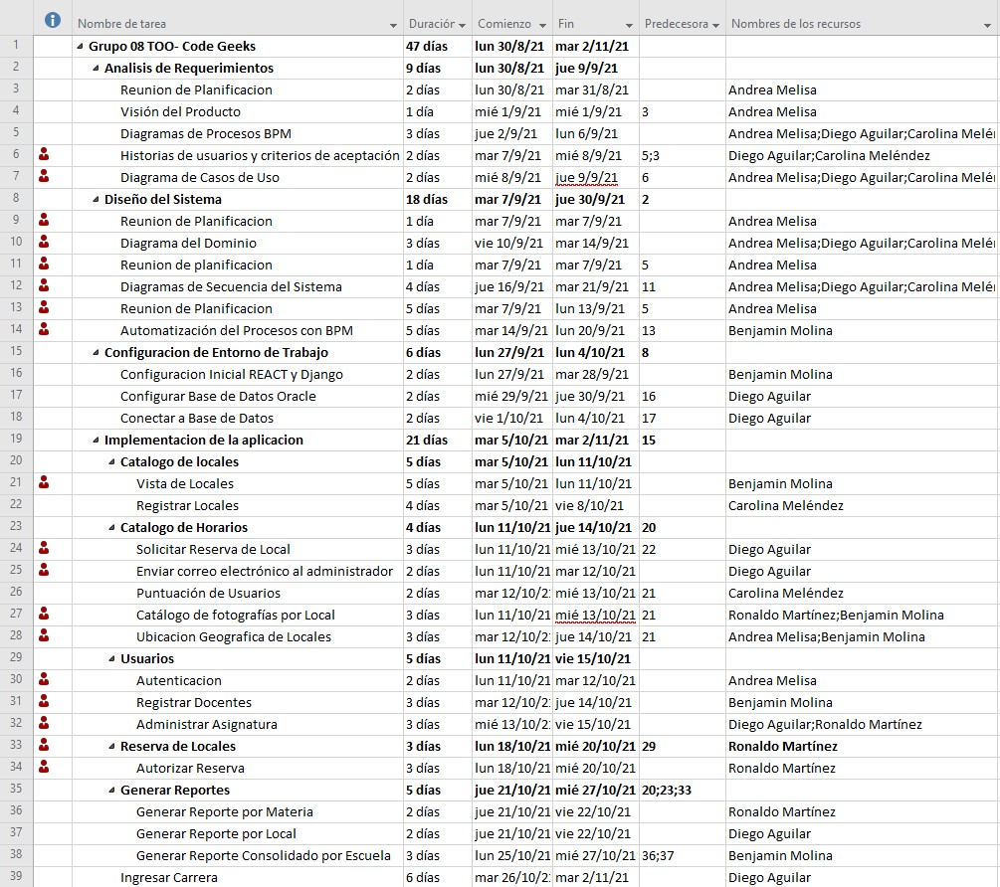 Nombre de tarea Duración Comienzo Fin Predecesora Nombres de los recursos
1 Grupo 08 TOO- Code Geeks 47 días lun 30/8/21 mar 2/11/21
2 Analisis de Requerimientos 9 días lun 30/8/21 jue 9/9/21
3 Reunion de Planificacion 2 días lun 30/8/21 mar 31/8/21 Andrea Melisa
4 Visión del Producto 1 día mié 1/9/21 mié 1/9/21 3 Andrea Melisa
5 Diagramas de Procesos BPM 3 días jue 2/9/21 lun 6/9/21 Andrea Melisa;Diego Aguilar;Carolina Melén
6 Historias de usuarios y criterios de aceptación 2 días mar 7/9/21 mié 8/9/21 5;3 Diego Aguilar;Carolina Meléndez
7 Diagrama de Casos de Uso 2 días mié 8/9/21 jue 9/9/21 6 Andrea Melisa;Diego Aguilar;Carolina Melén
8 Diseño del Sistema 18 días mar 7/9/21 jue 30/9/21 2
9 Reunion de Planificacion 1 día mar 7/9/21 mar 7/9/21 Andrea Melisa
10 Diagrama del Dominio 3 días vie 10/9/21 mar 14/9/21 Andrea Melisa;Diego Aguilar;Carolina Melén
11 Reunion de planificacion 1 día mar 7/9/21 mar 7/9/21 5 Andrea Melisa
12 Diagramas de Secuencia del Sistema 4 días jue 16/9/21 mar 21/9/21 11 Andrea Melisa;Diego Aguilar;Carolina Melén
13 Reunion de Planificacion 5 días mar 7/9/21 lun 13/9/21 5 Andrea Melisa
14 Automatización del Procesos con BPM 5 días mar 14/9/21 lun 20/9/21 13 Benjamin Molina
15 Configuracion de Entorno de Trabajo 6 días lun 27/9/21 lun 4/10/21 8
16 Configuracion Inicial REACT y Django 2 días lun 27/9/21 mar 28/9/21 Benjamin Molina
17 Configurar Base de Datos Oracle 2 días mié 29/9/21 jue 30/9/21 16 Diego Aguilar
18 Conectar a Base de Datos 2 días vie 1/10/21 lun 4/10/21 17 Diego Aguilar
19 Implementacion de la aplicacion 21 días mar 5/10/21 mar 2/11/21 15
20 Catalogo de locales 5 días mar 5/10/21 lun 11/10/21
21 Vista de Locales 5 días mar 5/10/21 lun 11/10/21 Benjamin Molina
22 Registrar Locales 4 días mar 5/10/21 vie 8/10/21 Carolina Meléndez
23 Catalogo de Horarios 4 días lun 11/10/21 jue 14/10/21 20
24 Solicitar Reserva de Local 3 días lun 11/10/21 mié 13/10/21 22 Diego Aguilar
25 Enviar correo electrónico al administrador 2 días lun 11/10/21 mar 12/10/21 Diego Aguilar
26 Puntuación de Usuarios 2 días mar 12/10/2 mié 13/10/21 21 Carolina Meléndez
27 Catálogo de fotografías por Local 3 días lun 11/10/21 mié 13/10/21 21 Ronaldo Martínez;Benjamin Molina
28 Ubicacion Geografica de Locales 3 días mar 12/10/2 jue 14/10/21 21 Andrea Melisa;Benjamin Molina
29 Usuarios 5 días lun 11/10/21 vie 15/10/21
30 Autenticacion 2 días lun 11/10/21 mar 12/10/21 Andrea Melisa
31 Registrar Docentes 3 días mar 12/10/2 jue 14/10/21 Benjamin Molina
32 Administrar Asignatura 3 días mié 13/10/21 vie 15/10/21 Diego Aguilar;Ronaldo Martínez
33 Reserva de Locales 3 días lun 18/10/21 mié 20/10/21 29 Ronaldo Martínez
34 Autorizar Reserva 3 días lun 18/10/21 mié 20/10/21 Ronaldo Martínez
35 Generar Reportes 5 días jue 21/10/21 mié 27/10/21 20;23;33
36 Generar Reporte por Materia 2 días jue 21/10/21 vie 22/10/21 Ronaldo Martínez
37 Generar Reporte por Local 2 días jue 21/10/21 vie 22/10/21 Diego Aguilar
38 Generar Reporte Consolidado por Escuela 3 días lun 25/10/21 mié 27/10/21 36;37 Benjamin Molina
39 Ingresar Carrera 6 días mar 26/10/2 mar 2/11/21 Diego Aguilar